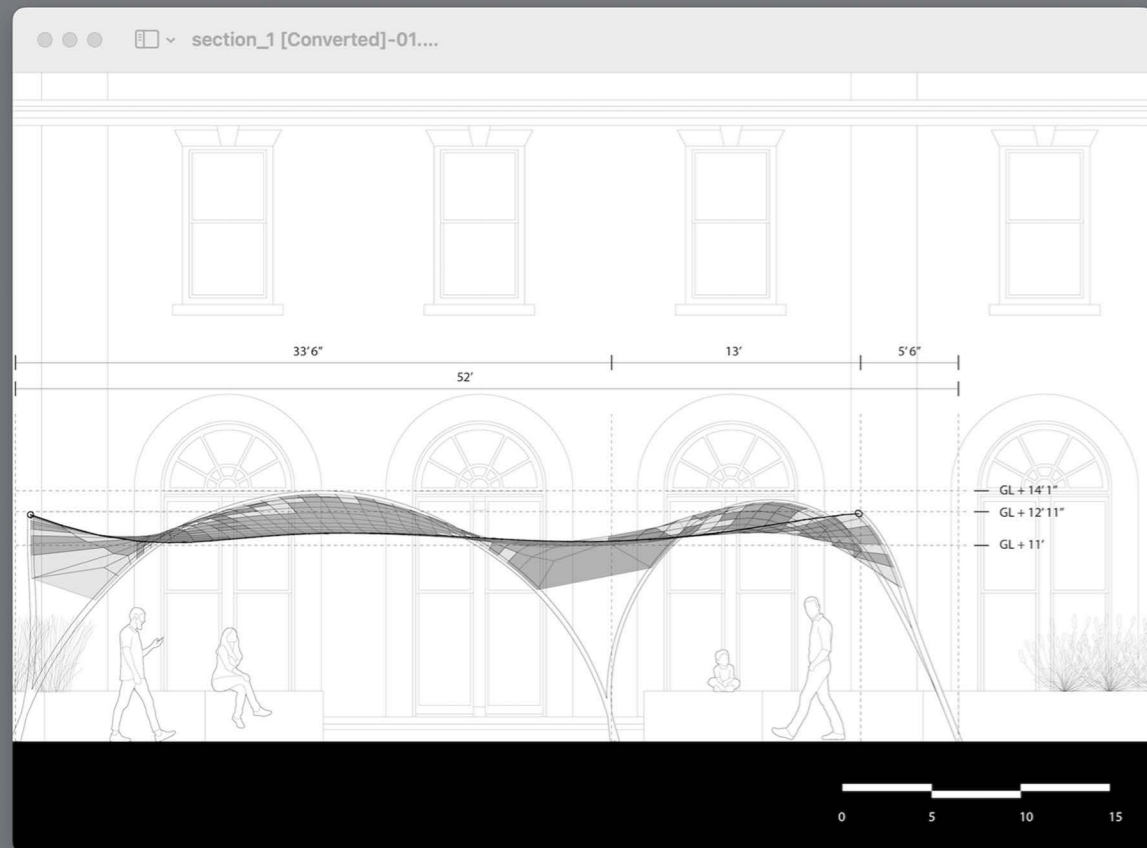 section_1 [Converted]-01....
33’6”
13’
5’6”
52’
GL + 14’1”
GL + 12’11”
GL + 11’
0 5 10 15